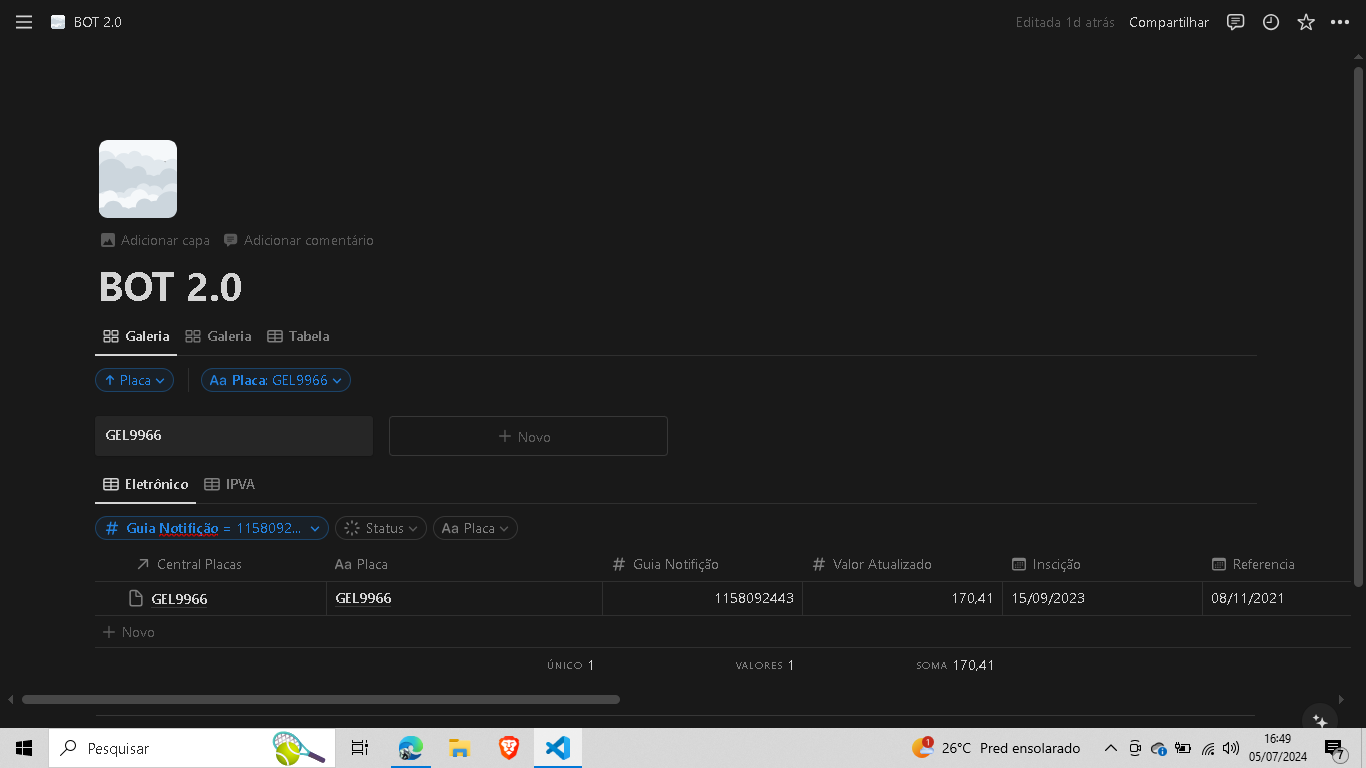 BOT 2.0 Editada 1d atrás Compartilhar
Adicionar capa Adicionar comentário
BOT 2.0
Galeria Galeria Tabela
Placa Aa Placa: GEL9966
GEL9966 + Novo
Eletrônico IPVA
# Guia Notifição = 1158092... Status Aa Placa
Central Placas Aa Placa # Guia Notifição # Valor Atualizado Inscição Referencia
GEL9966 GEL9966 1158092443 170,41 15/09/2023 08/11/2021
+ Novo
ÚNICO 1 VALORES 1 SOMA 170,41
Pesquisar 1 26°C Pred ensolarado 16:49
05/07/2024 7